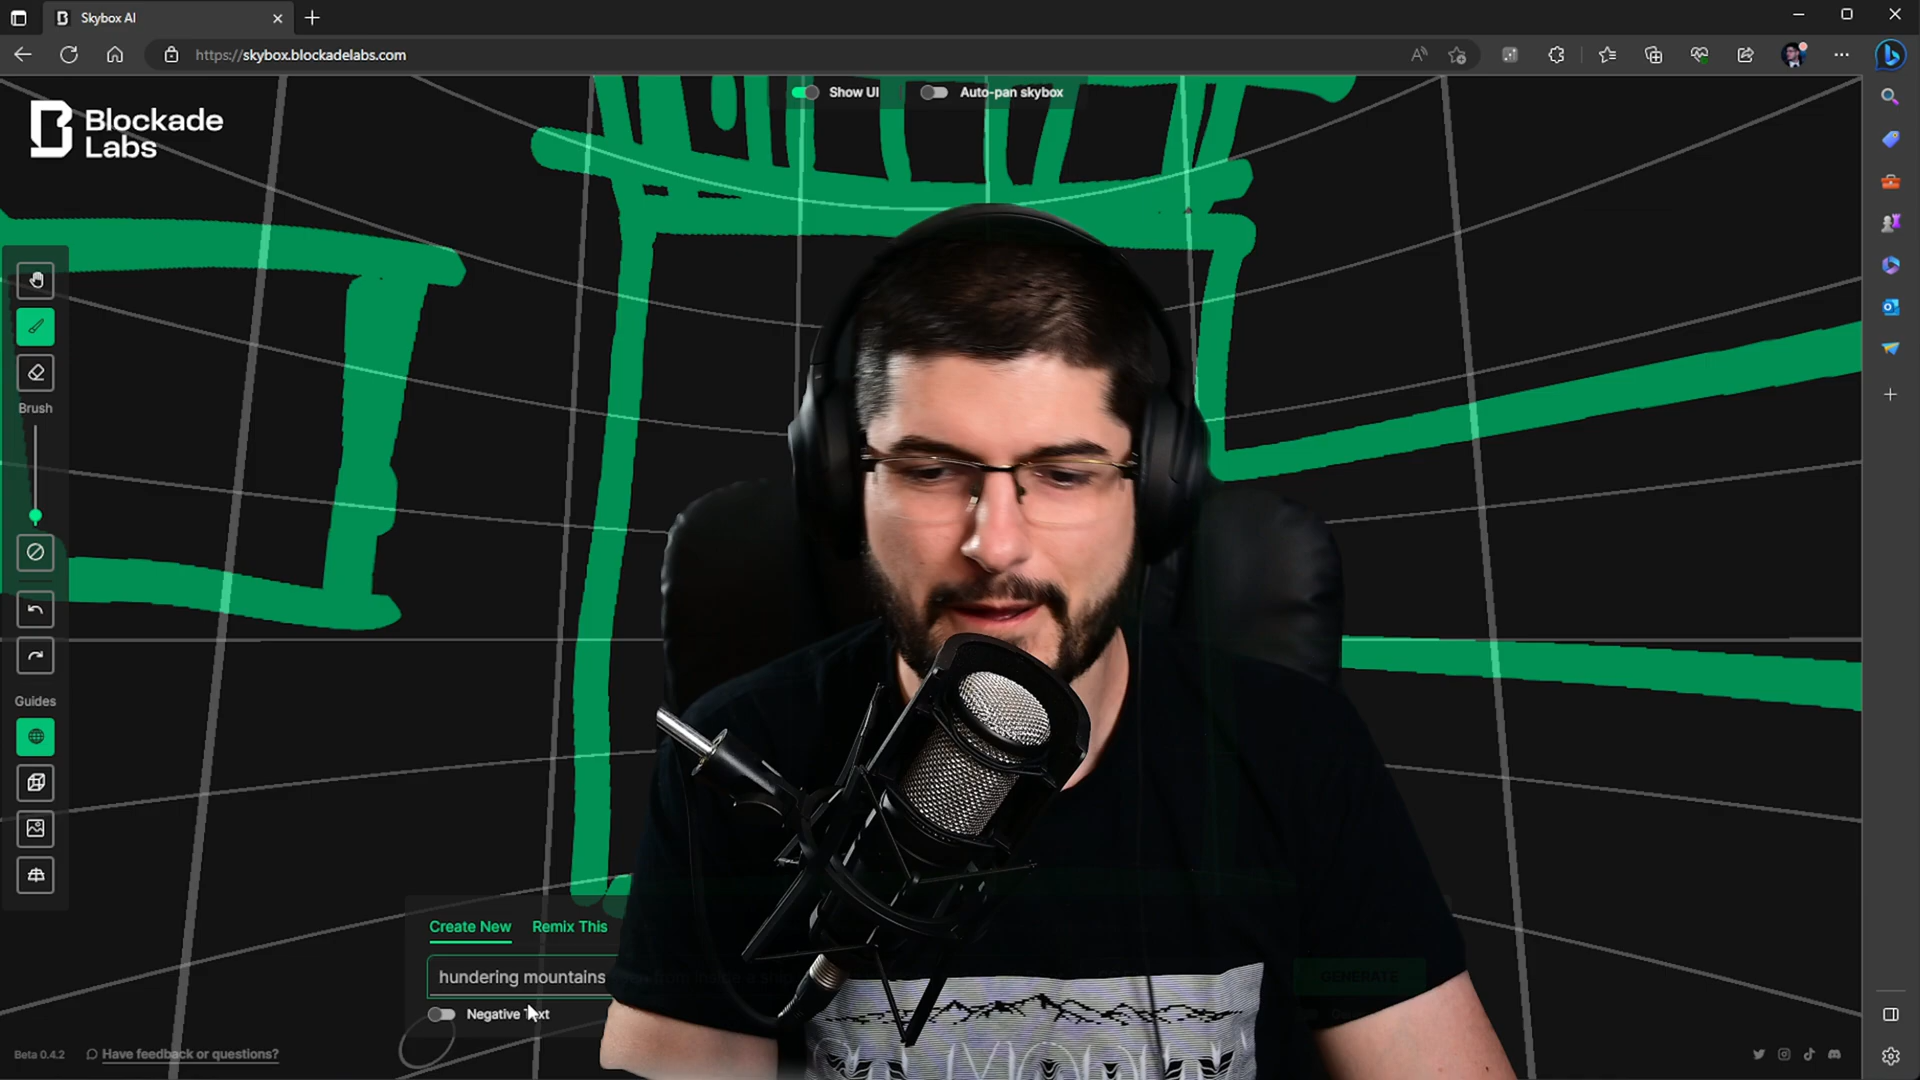 Skybox AI
https://skybox.blockadelabs.com
Show UI
Auto-pan skybox
Blockade
Labs
Brush
Guides
Create New
Remix This
hundering mountains
GENERATE
Negative Text
Beta 0.4.2
Have feedback or questions?